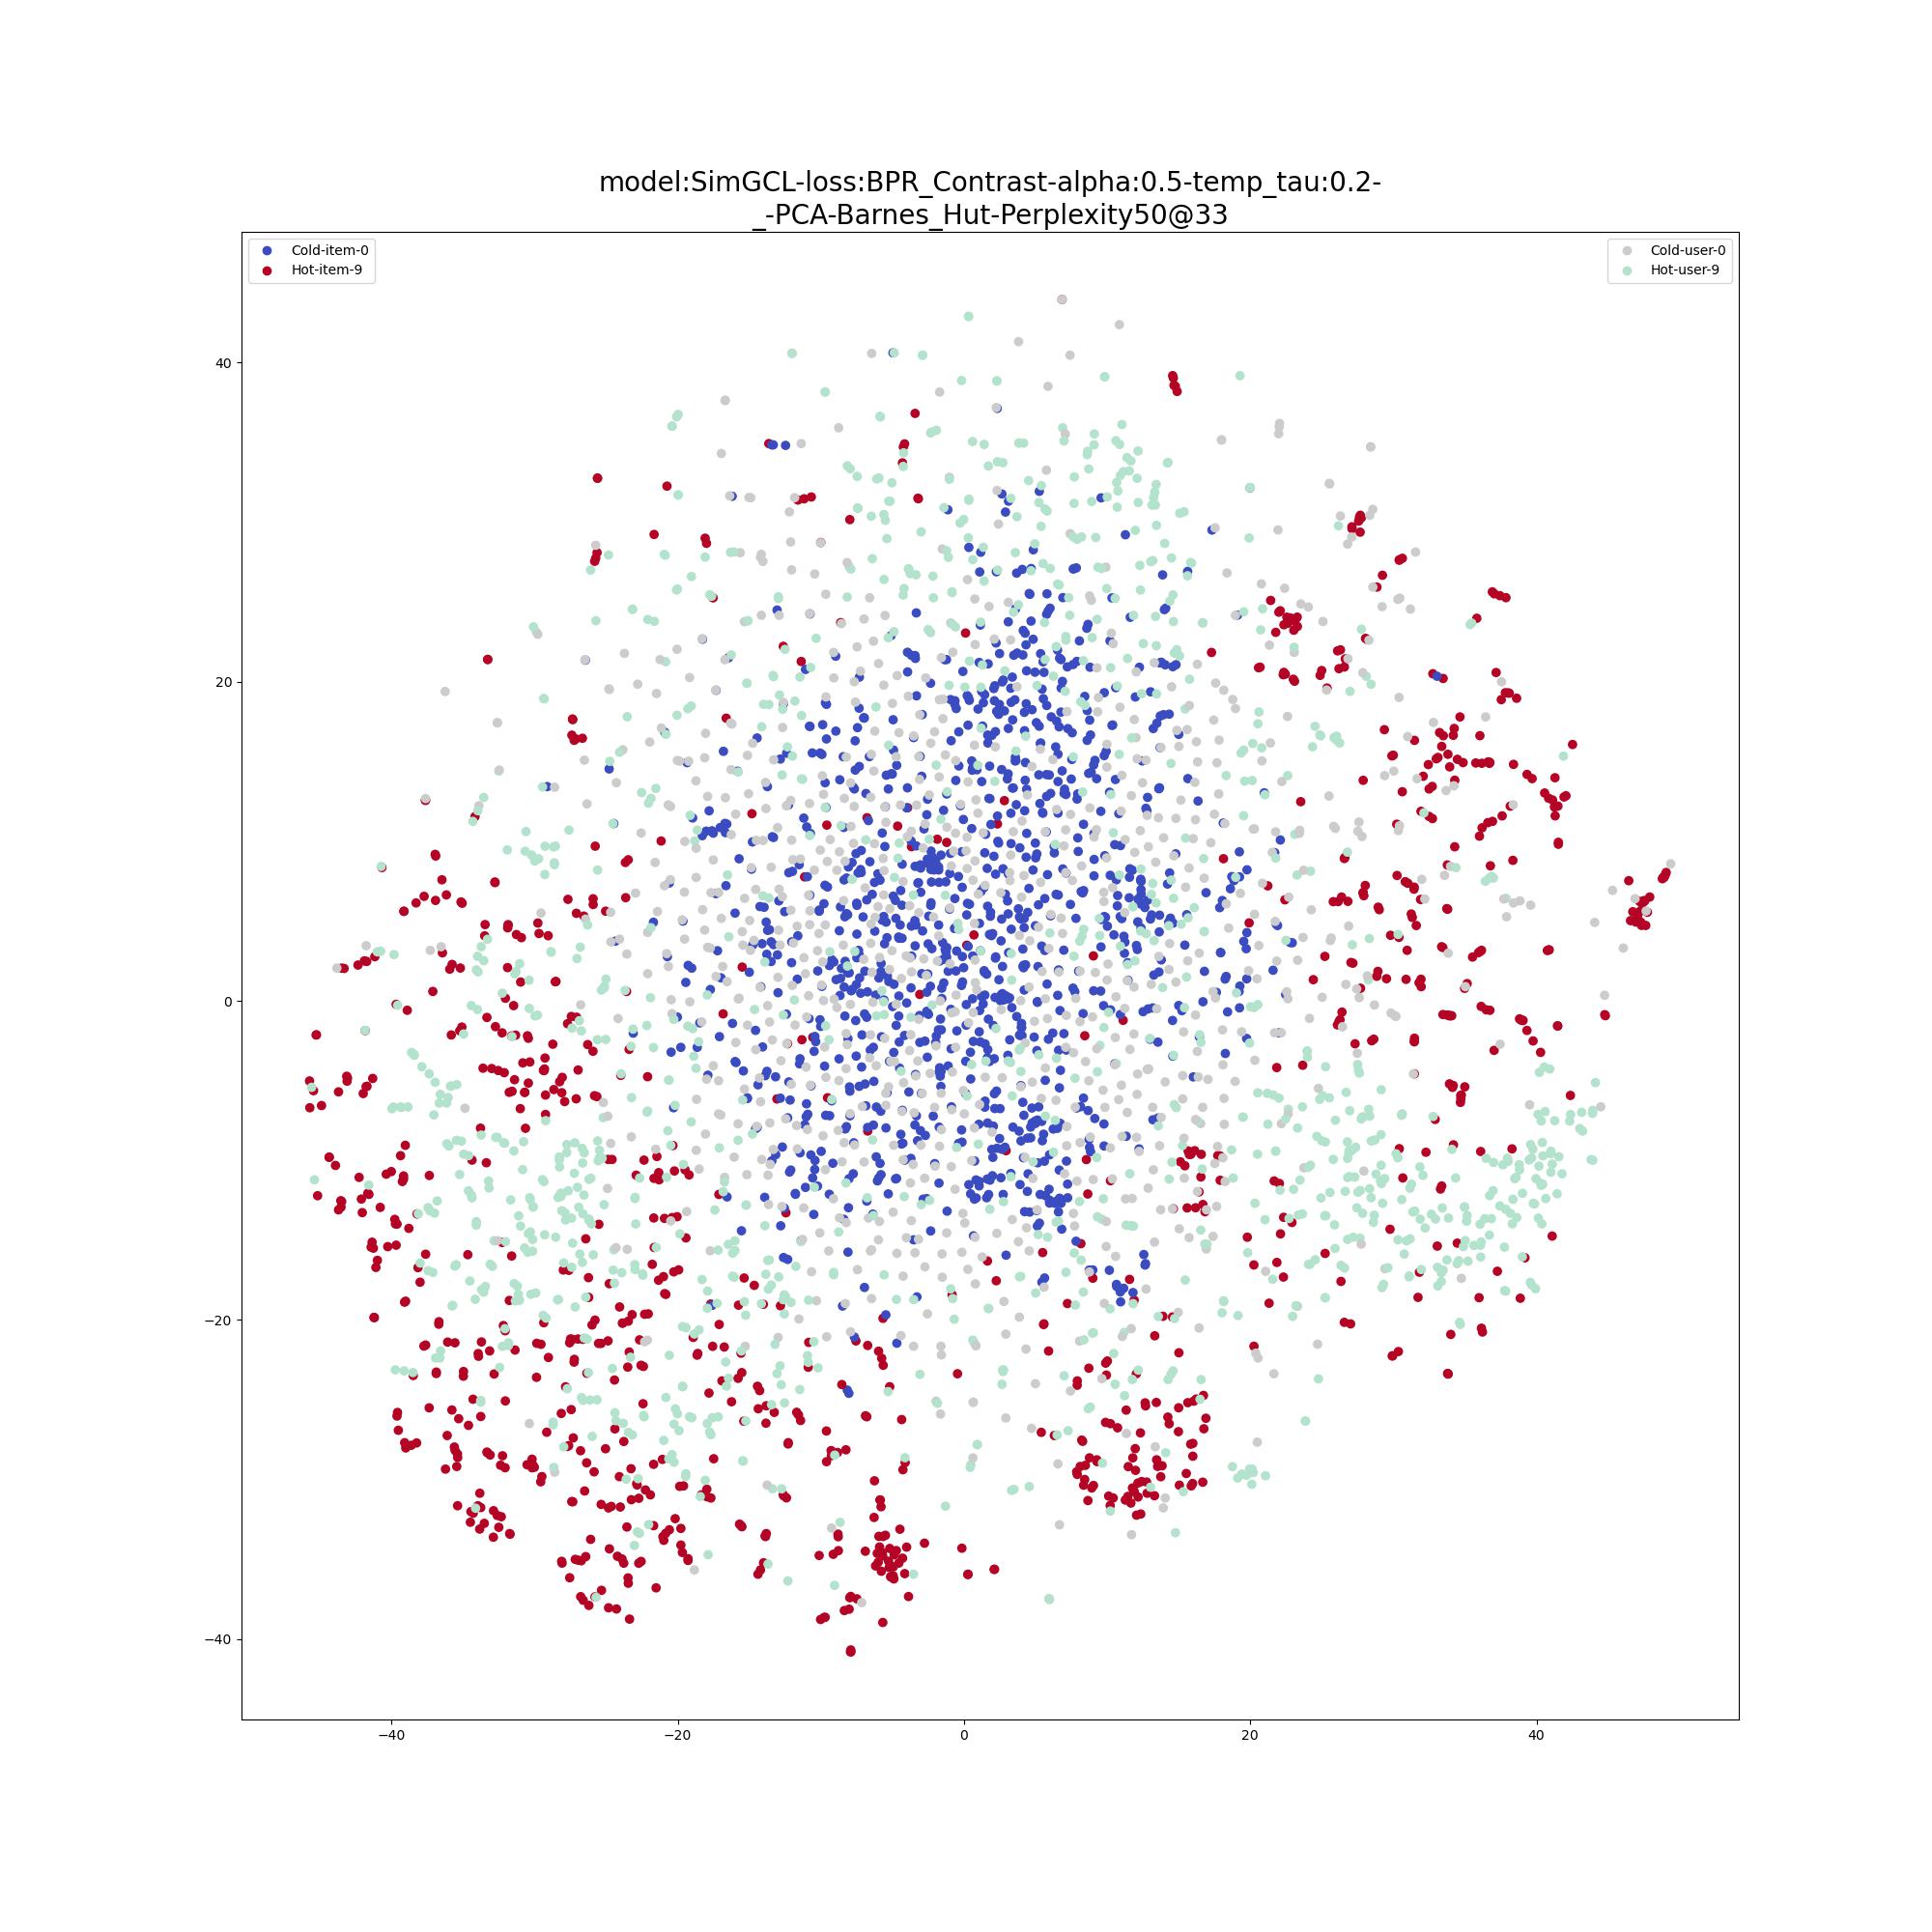 model:SimGCL-loss:BPR_Contrast-alpha:0.5-temp_tau:0.2-
_-PCA-Barnes_Hut-Perplexity50@33
Cold-item-0
Hot-item-9
Cold-user-0
Hot-user-9
40
20
0
−20
−40
−40
−20
0
20
40